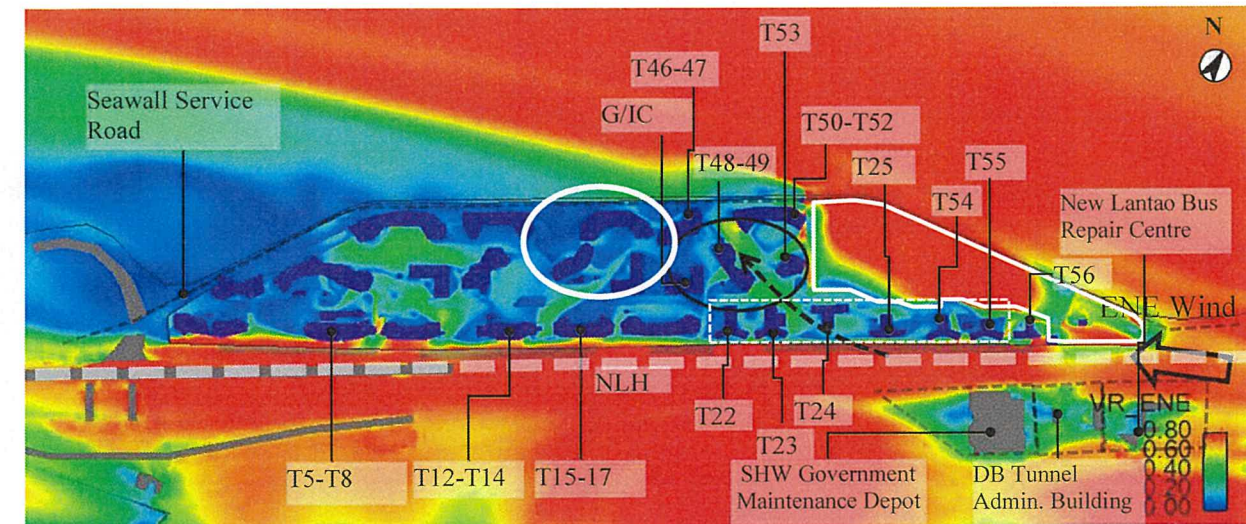 T53
N
T46-47
Seawall Service
Road
G/IC
T50-T52
T48-49
T25
T55
T54
New Lantao Bus
Repair Centre
T56
ENE Wind
NLH
VR_ENE
0.80
0.60
0.40
0.20
0.00
T22
T24
T23
T5-T8
T12-T14
T15-17
SHW Government
Maintenance Depot
DB Tunnel
Admin. Building